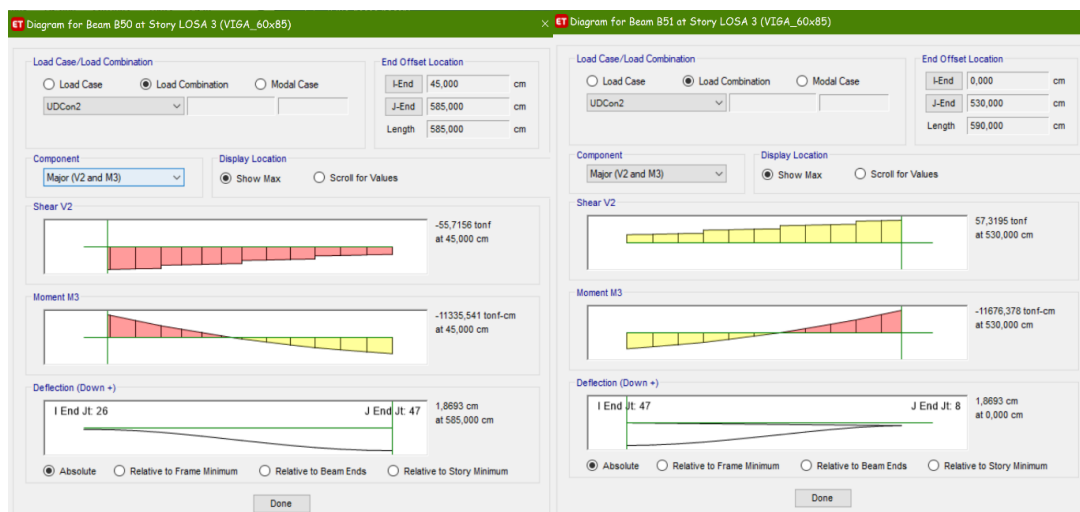 ET Diagram for Beam B50 at Story LOSA 3 (VIGA_60x85)
Load Case/Load Combination
Load Case
Load Combination
Modal Case
UDCon2
End Offset Location
I-End 45,000 cm
J-End 585,000 cm
Length 585,000 cm
Component
Major (V2 and M3)
Display Location
Show Max
Scroll for Values
Shear V2
-55,7156 tonf
at 45,000 cm
Moment M3
-11335,541 tonf-cm
at 45,000 cm
Deflection (Down +)
I End Jt: 26
J End Jt: 47
1,8693 cm
at 585,000 cm
Absolute
Relative to Frame Minimum
Relative to Beam Ends
Relative to Story Minimum
Done
ET Diagram for Beam B51 at Story LOSA 3 (VIGA_60x85)
Load Case/Load Combination
Load Case
Load Combination
Modal Case
UDCon2
End Offset Location
I-End 0,000 cm
J-End 530,000 cm
Length 590,000 cm
Component
Major (V2 and M3)
Display Location
Show Max
Scroll for Values
Shear V2
57,3195 tonf
at 530,000 cm
Moment M3
-11676,378 tonf-cm
at 530,000 cm
Deflection (Down +)
I End Jt: 47
J End Jt: 8
1,8693 cm
at 0,000 cm
Absolute
Relative to Frame Minimum
Relative to Beam Ends
Relative to Story Minimum
Done